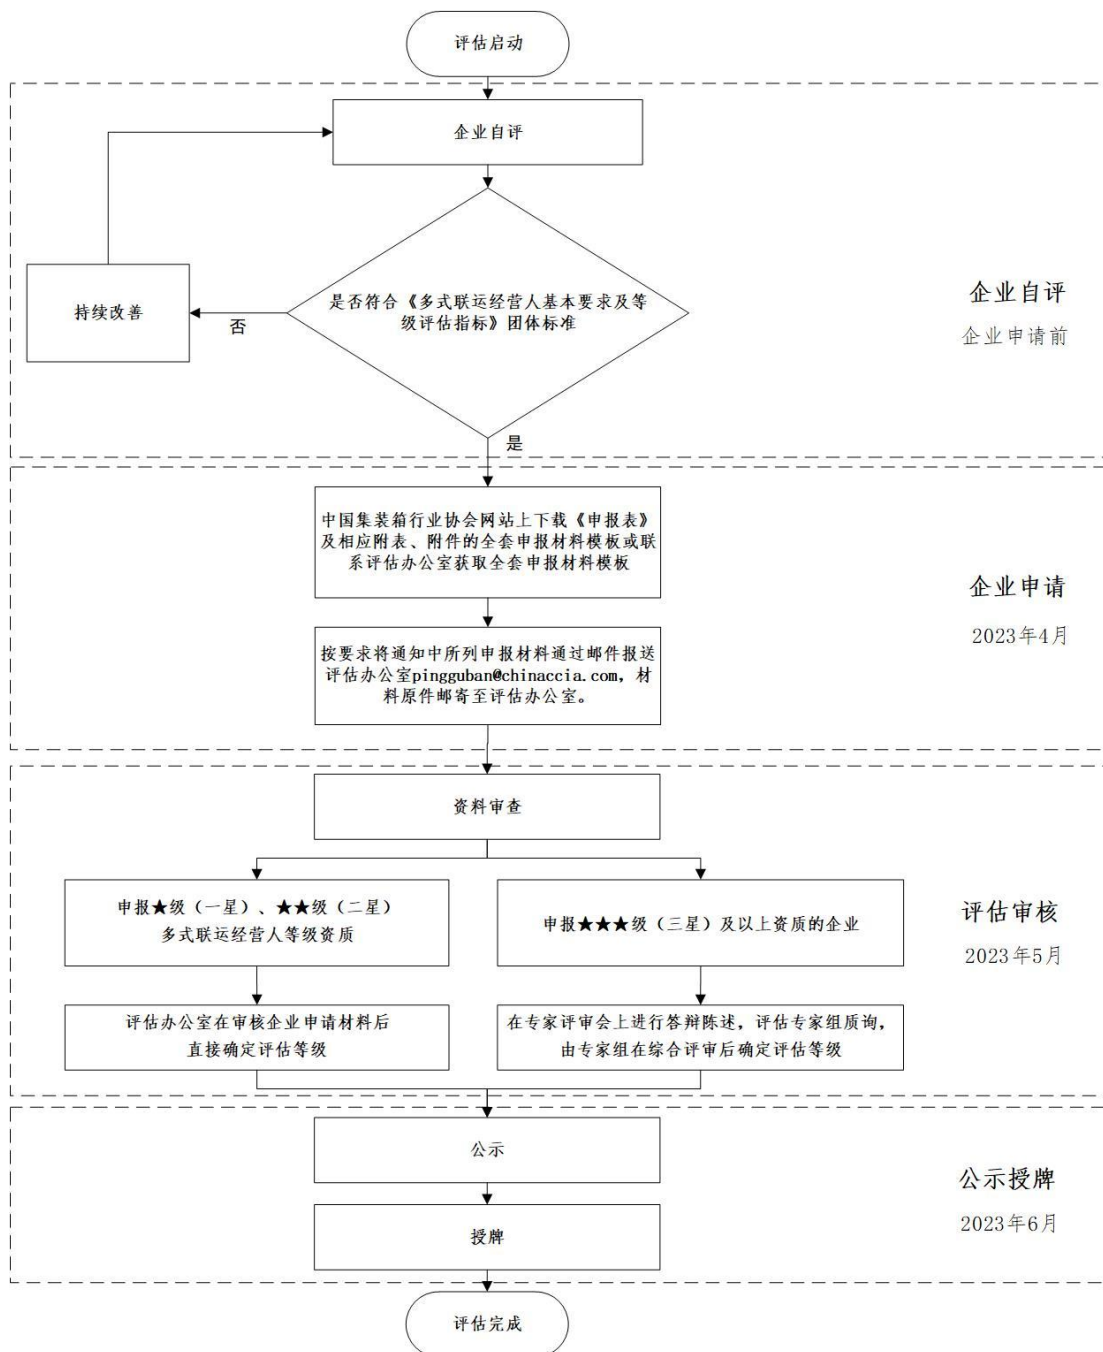 评估启动
企业自评
是否符合《多式联运经营人基本要求及等
级评估指标》团体标准
持续改善
否
是
企业自评
企业申请前
中国集装箱行业协会网站上下载《申报表》
及相应附表、附件的全套申报材料模板或联
系评估办公室获取全套申报材料模板
按要求将通知中所列申报材料通过邮件报送
评估办公室pingguban@chinaccia.com，材
料原件邮寄至评估办公室。
企业申请
2023年4月
资料审查
申报★级（一星）、★★级（二星）
多式联运经营人等级资质
申报★★★级（三星）及以上资质的企业
评估办公室在审核企业申请材料后
直接确定评估等级
在专家评审会上进行答辩陈述，评估专家组质询，
由专家组在综合评审后确定评估等级
评估审核
2023年5月
公示
授牌
公示授牌
2023年6月
评估完成